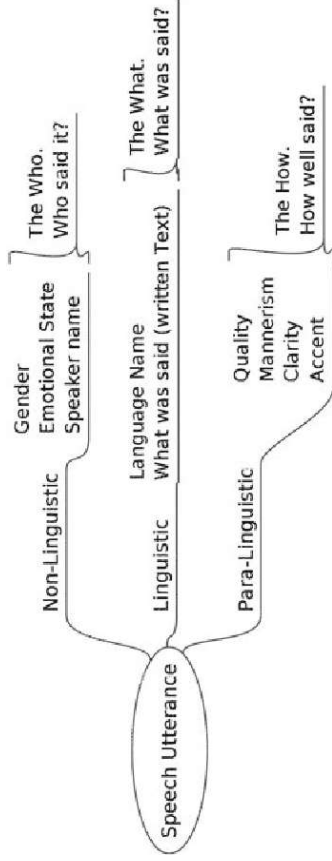 Speech Utterance
Non-Linguistic
Gender
Emotional State
Speaker name
The Who.
Who said it?
Linguistic
Language Name
What was said (written Text)
The What.
What was said?
Para-Linguistic
Quality
Mannerism
Clarity
Accent
The How.
How well said?